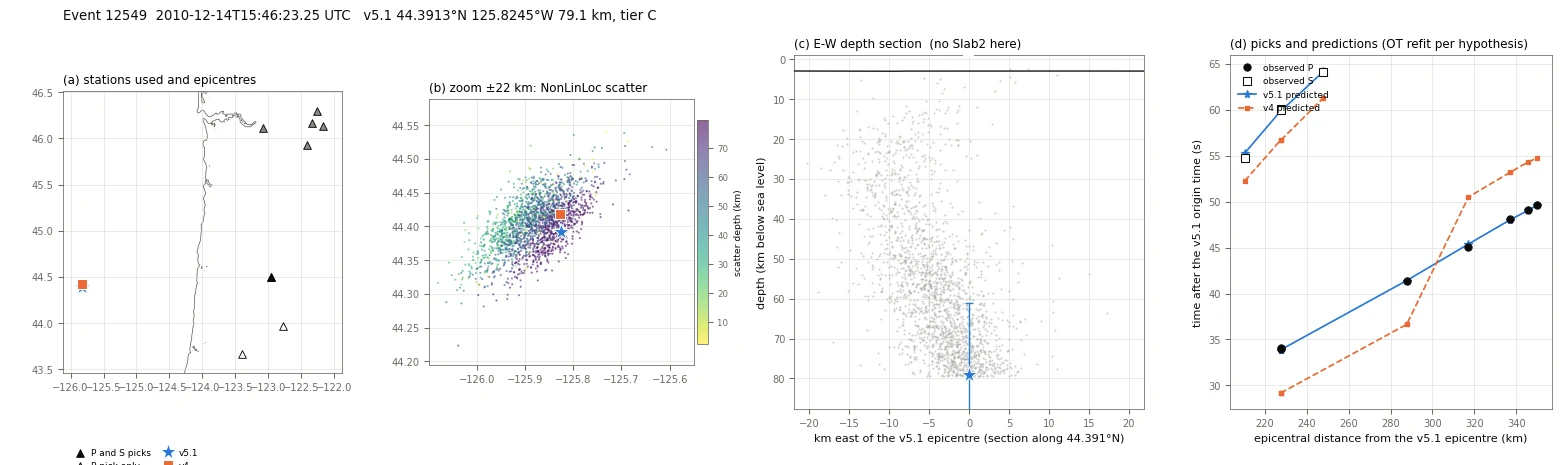 Event 12549  2010-12-14T15:46:23.25 UTC   v5.1 44.3913°N 125.8245°W 79.1 km, tier C
(a) stations used and epicentres
46.5
46.0
45.5
45.0
44.5
44.0
43.5
−126.0 −125.5 −125.0 −124.5 −124.0 −123.5 −123.0 −122.5 −122.0
P and S picks
v5.1
P pick only
v4
(b) zoom ±22 km: NonLinLoc scatter
44.55
44.50
44.45
44.40
44.35
44.30
44.25
44.20
−126.0 −125.9 −125.8 −125.7 −125.6
70
60
50
40
30
20
10
scatter depth (km)
(c) E-W depth section  (no Slab2 here)
0
10
20
30
40
50
60
70
80
depth (km below sea level)
−20 −15 −10 −5 0 5 10 15 20
km east of the v5.1 epicentre (section along 44.391°N)
(d) picks and predictions (OT refit per hypothesis)
observed P
observed S
v5.1 predicted
v4 predicted
65
60
55
50
45
40
35
30
time after the v5.1 origin time (s)
220 240 260 280 300 320 340
epicentral distance from the v5.1 epicentre (km)